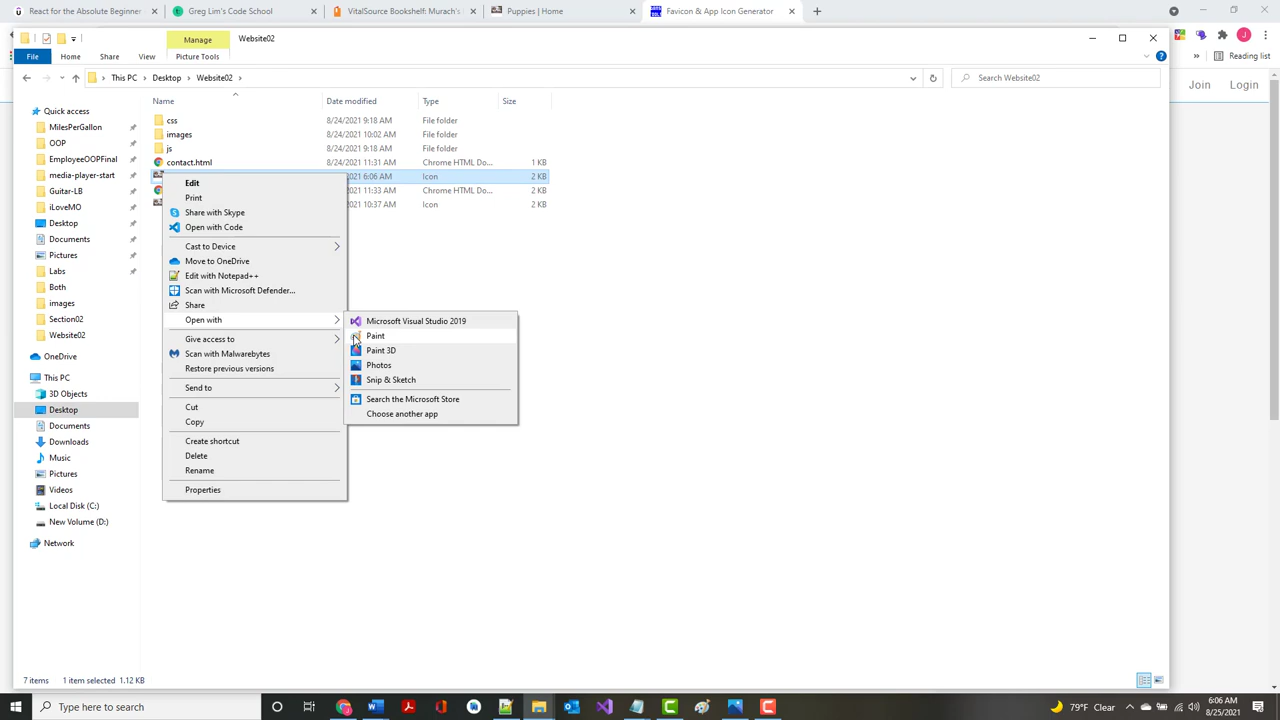 React for the Absolute Beginner
Greg Lim's Code School
VitalSource Bookshelf: Murach's
Puppies | Home
Favicon & App Icon Generator
Manage
Website02
File
Home
Share
View
Picture Tools
Reading list
This PC
Desktop
Website02
Search Website02
Join
Login
Name
Date modified
Type
Size
Quick access
MilesPerGallon
OOP
EmployeeOOPFinal
media-player-start
Guitar-LB
iLoveMO
Desktop
Documents
Pictures
Labs
Both
images
Section02
Website02
OneDrive
This PC
3D Objects
Desktop
Documents
Downloads
Music
Pictures
Videos
Local Disk (C:)
New Volume (D:)
Network
css 8/24/2021 9:18 AM File folder
images 8/24/2021 10:02 AM File folder
js 8/24/2021 9:18 AM File folder
contact.html 8/24/2021 11:31 AM Chrome HTML Do... 1 KB
2021 6:06 AM Icon 2 KB
2021 11:33 AM Chrome HTML Do... 2 KB
2021 10:37 AM Icon 2 KB
Edit
Print
Share with Skype
Open with Code
Cast to Device
Move to OneDrive
Edit with Notepad++
Scan with Microsoft Defender...
Share
Open with
Give access to
Scan with Malwarebytes
Restore previous versions
Send to
Cut
Copy
Create shortcut
Delete
Rename
Properties
Microsoft Visual Studio 2019
Paint
Paint 3D
Photos
Snip & Sketch
Search the Microsoft Store
Choose another app
7 items 1 item selected 1.12 KB
Type here to search
79°F Clear
6:06 AM
8/25/2021